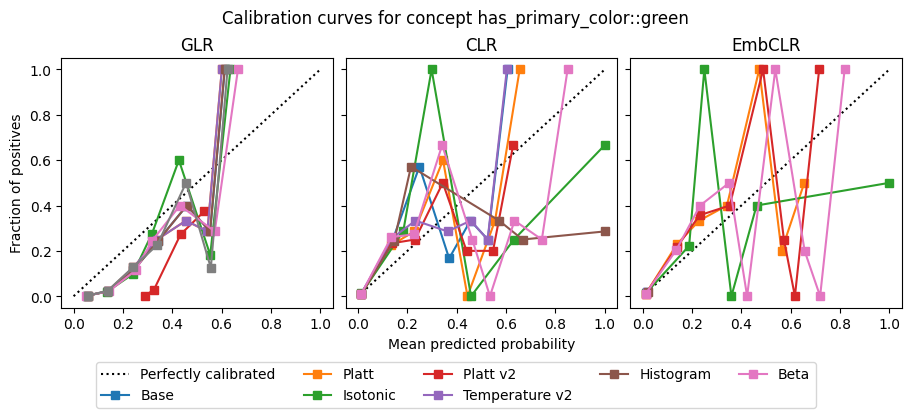 Calibration curves for concept has_primary_color::green
GLR
CLR
EmbCLR
Fraction of positives
1.0
0.8
0.6
0.4
0.2
0.0
0.0 0.2 0.4 0.6 0.8 1.0
0.0 0.2 0.4 0.6 0.8 1.0
0.0 0.2 0.4 0.6 0.8 1.0
Mean predicted probability
Perfectly calibrated Platt Platt v2 Histogram Beta
Base Isotonic Temperature v2